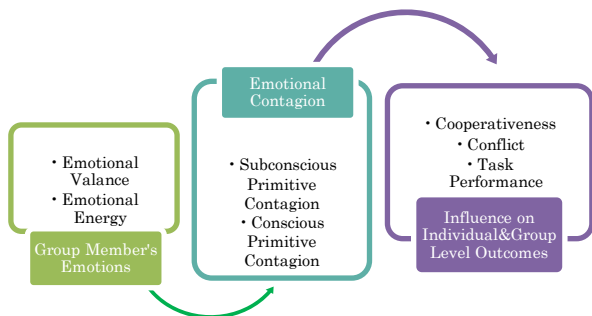 • Emotional
Valance
• Emotional
Energy
Group Member's
Emotions
Emotional
Contagion
• Subconscious
Primitive
Contagion
• Conscious
Primitive
Contagion
• Cooperativeness
• Conflict
• Task
Performance
Influence on
Individual&Group
Level Outcomes